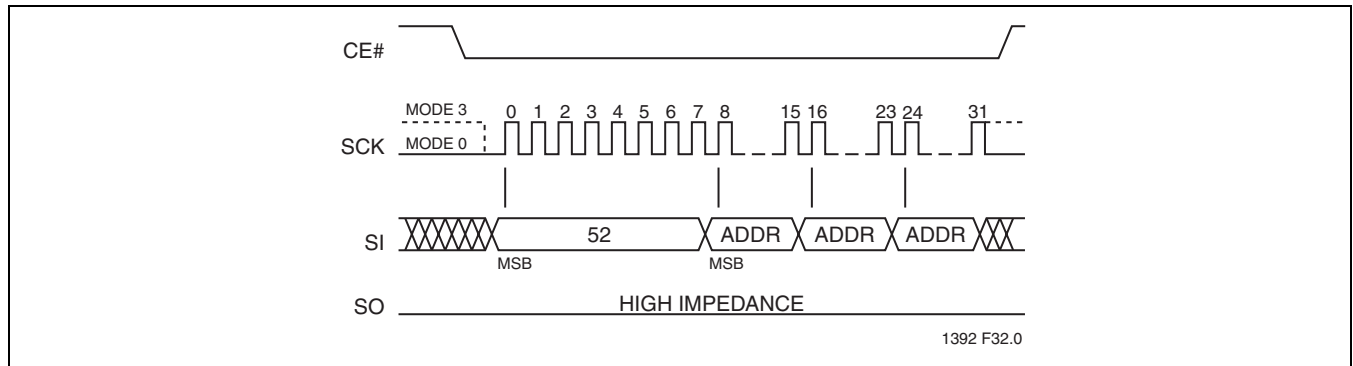 CE#
MODE 3 0 1 2 3 4 5 6 7 8 15 16 23 24 31
SCK MODE 0
SI 52 ADDR ADDR ADDR
MSB MSB
SO HIGH IMPEDANCE
1392 F32.0